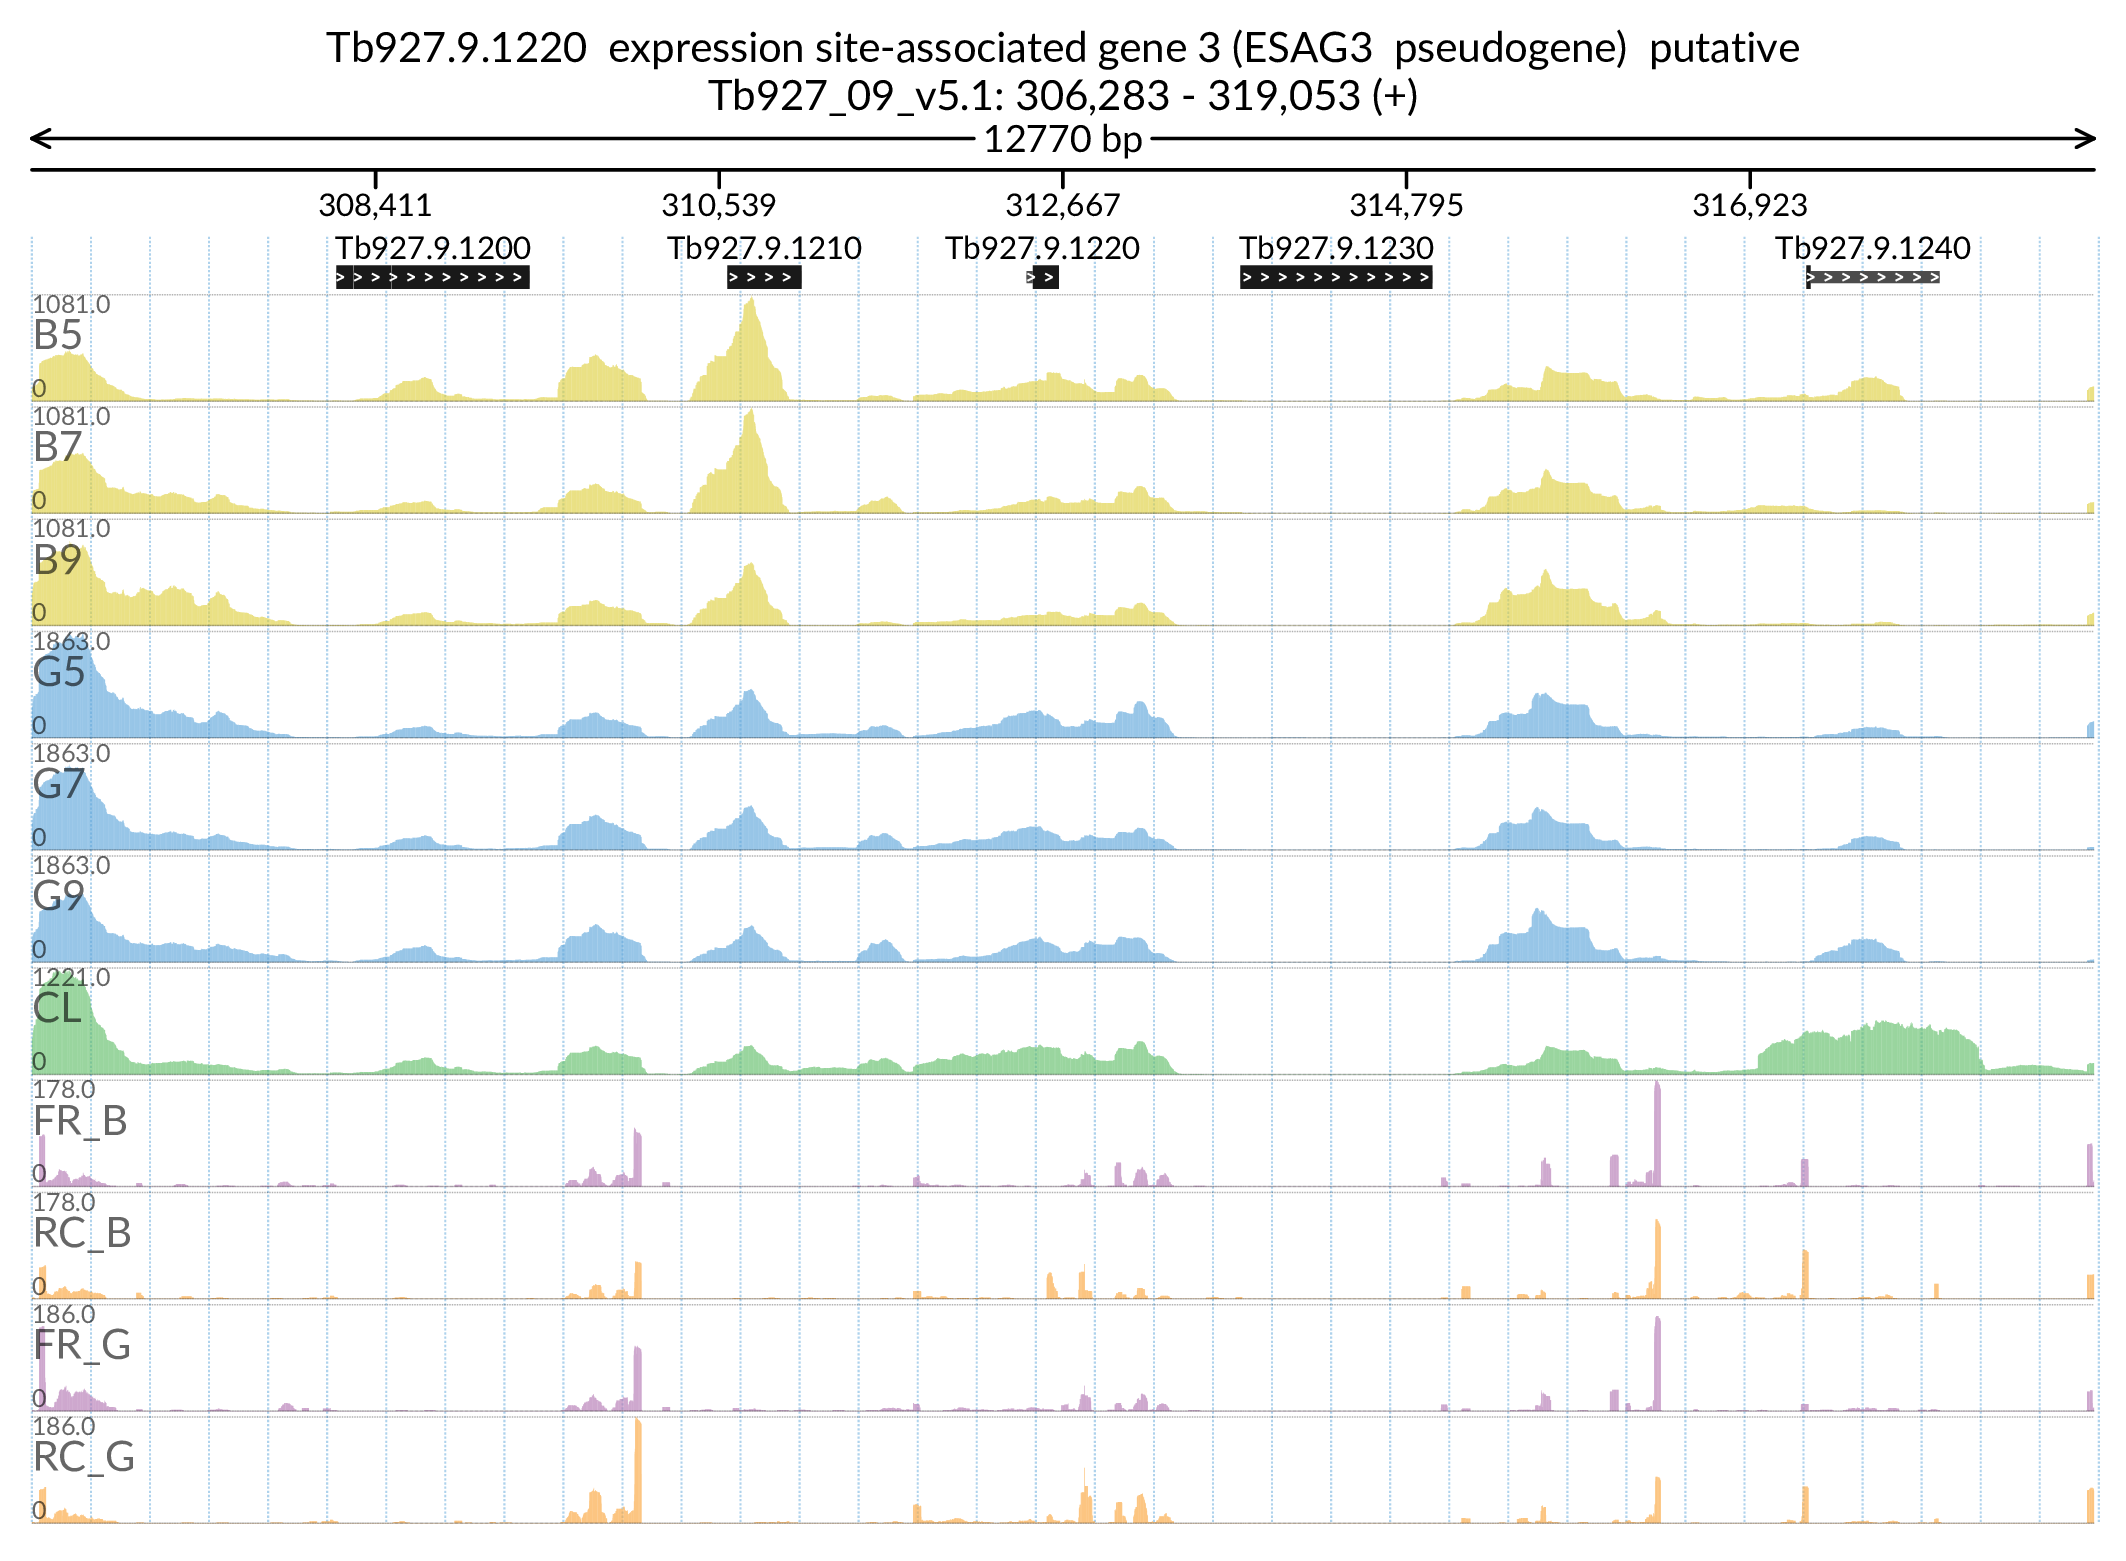 Tb927.9.1220  expression site-associated gene 3 (ESAG3  pseudogene)  putative
Tb927_09_v5.1: 306,283 - 319,053 (+)
12770 bp
308,411 310,539 312,667 314,795 316,923
Tb927.9.1200 Tb927.9.1210 Tb927.9.1220 Tb927.9.1230 Tb927.9.1240
1081.0
B5
0
1081.0
B7
0
1081.0
B9
0
1863.0
G5
0
1863.0
G7
0
1863.0
G9
0
1221.0
CL
0
178.0
FR_B
0
178.0
RC_B
0
186.0
FR_G
0
186.0
RC_G
0